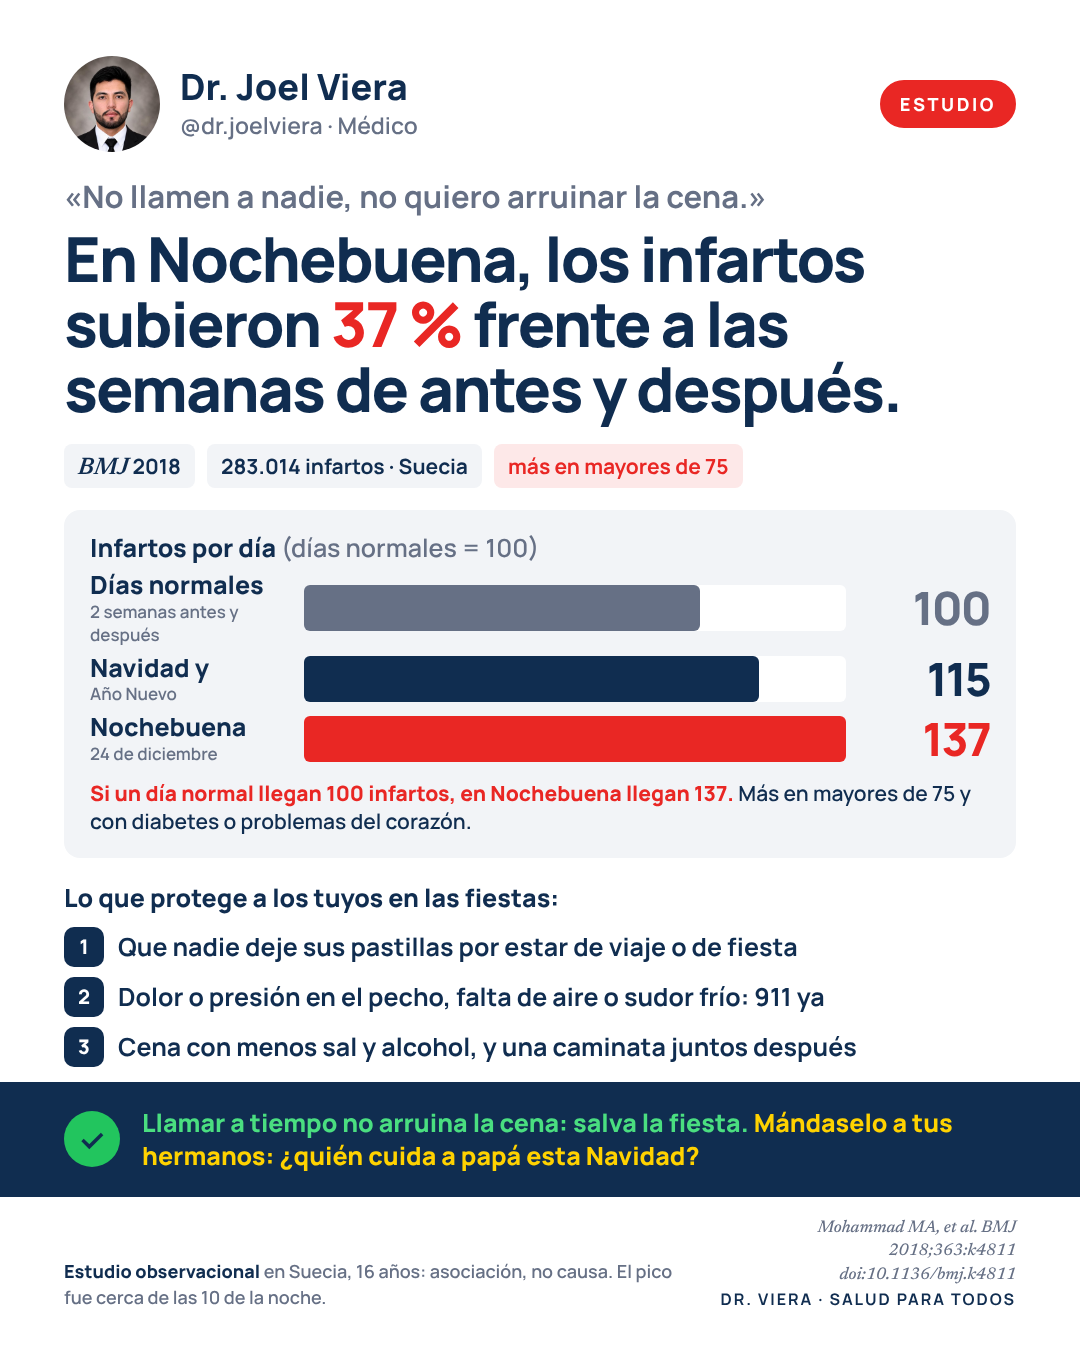 Dr. Joel Viera
@dr.joelviera · Médico
ESTUDIO
«No llamen a nadie, no quiero arruinar la cena.»
En Nochebuena, los infartos
subieron 37 % frente a las
semanas de antes y después.
BMJ 2018
283.014 infartos · Suecia
más en mayores de 75
Infartos por día (días normales = 100)
Días normales
2 semanas antes y
después
100
Navidad y
Año Nuevo
115
Nochebuena
24 de diciembre
137
Si un día normal llegan 100 infartos, en Nochebuena llegan 137. Más en mayores de 75 y
con diabetes o problemas del corazón.
Lo que protege a los tuyos en las fiestas:
1 Que nadie deje sus pastillas por estar de viaje o de fiesta
2 Dolor o presión en el pecho, falta de aire o sudor frío: 911 ya
3 Cena con menos sal y alcohol, y una caminata juntos después
Llamar a tiempo no arruina la cena: salva la fiesta. Mándaselo a tus
hermanos: ¿quién cuida a papá esta Navidad?
Estudio observacional en Suecia, 16 años: asociación, no causa. El pico
fue cerca de las 10 de la noche.
Mohammad MA, et al. BMJ
2018;363:k4811
doi:10.1136/bmj.k4811
DR. VIERA · SALUD PARA TODOS